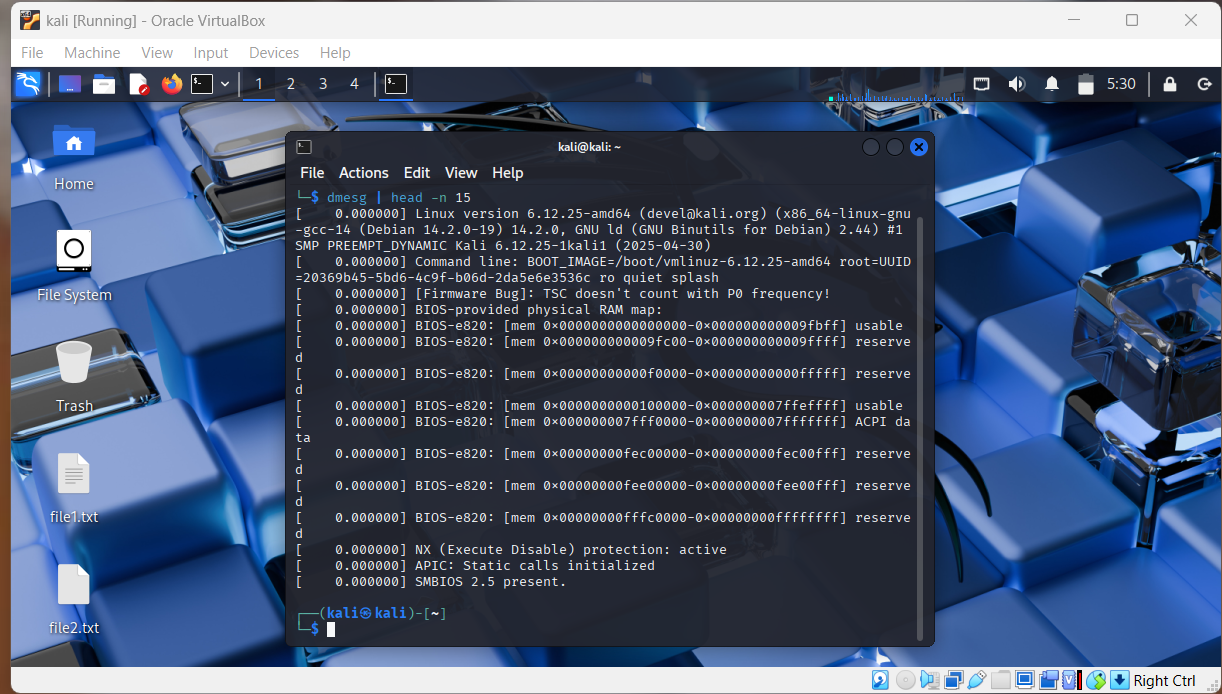 kali [Running] - Oracle VirtualBox
File Machine View Input Devices Help
1 2 3 4 5:30
Home
File System
Trash
file1.txt
file2.txt
kali@kali: ~
File Actions Edit View Help
└─$ dmesg | head -n 15
[    0.000000] Linux version 6.12.25-amd64 (devel@kali.org) (x86_64-linux-gnu
-gcc-14 (Debian 14.2.0-19) 14.2.0, GNU ld (GNU Binutils for Debian) 2.44) #1
SMP PREEMPT_DYNAMIC Kali 6.12.25-1kali1 (2025-04-30)
[    0.000000] Command line: BOOT_IMAGE=/boot/vmlinuz-6.12.25-amd64 root=UUID
=20369b45-5bd6-4c9f-b06d-2da5e6e3536c ro quiet splash
[    0.000000] [Firmware Bug]: TSC doesn't count with P0 frequency!
[    0.000000] BIOS-provided physical RAM map:
[    0.000000] BIOS-e820: [mem 0×0000000000000000-0×000000000009fbff] usable
[    0.000000] BIOS-e820: [mem 0×000000000009fc00-0×000000000009ffff] reserve
d
[    0.000000] BIOS-e820: [mem 0×00000000000f0000-0×00000000000fffff] reserve
d
[    0.000000] BIOS-e820: [mem 0×0000000000100000-0×000000007ffeffff] usable
[    0.000000] BIOS-e820: [mem 0×000000007fff0000-0×000000007fffffff] ACPI da
ta
[    0.000000] BIOS-e820: [mem 0×00000000fec00000-0×00000000fec00fff] reserve
d
[    0.000000] BIOS-e820: [mem 0×00000000fee00000-0×00000000fee00fff] reserve
d
[    0.000000] BIOS-e820: [mem 0×00000000fffc0000-0×00000000ffffffff] reserve
d
[    0.000000] NX (Execute Disable) protection: active
[    0.000000] APIC: Static calls initialized
[    0.000000] SMBIOS 2.5 present.
┌──(kali㉿kali)-[~]
└─$
Right Ctrl